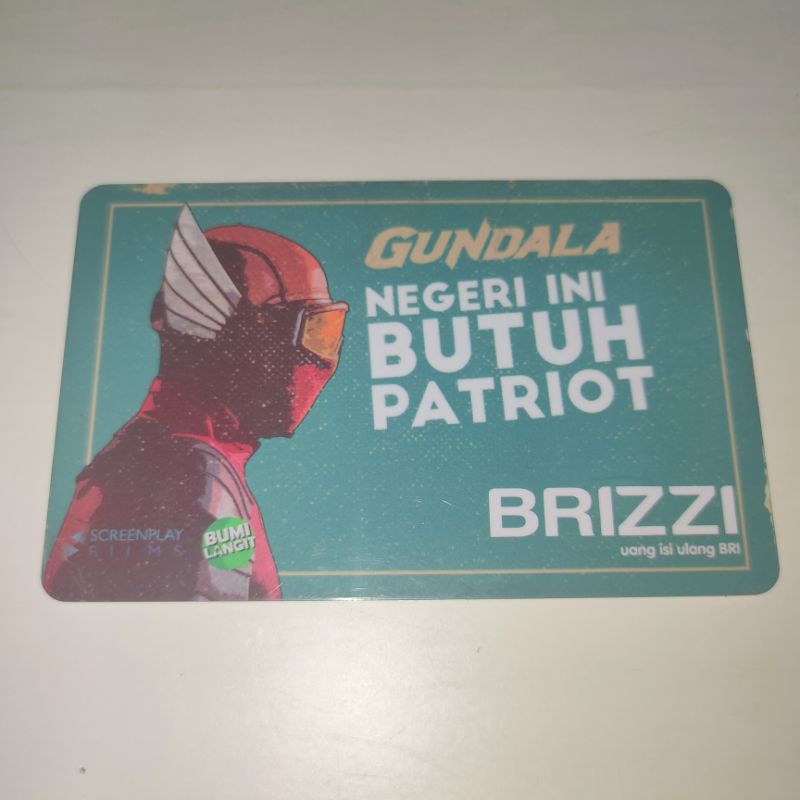 GUNDALA
NEGERI INI
BUTUH
PATRIOT
BRIZZI
uang isi ulang BRI
SCREENPLAY
FILMS
BUMI
LANGIT